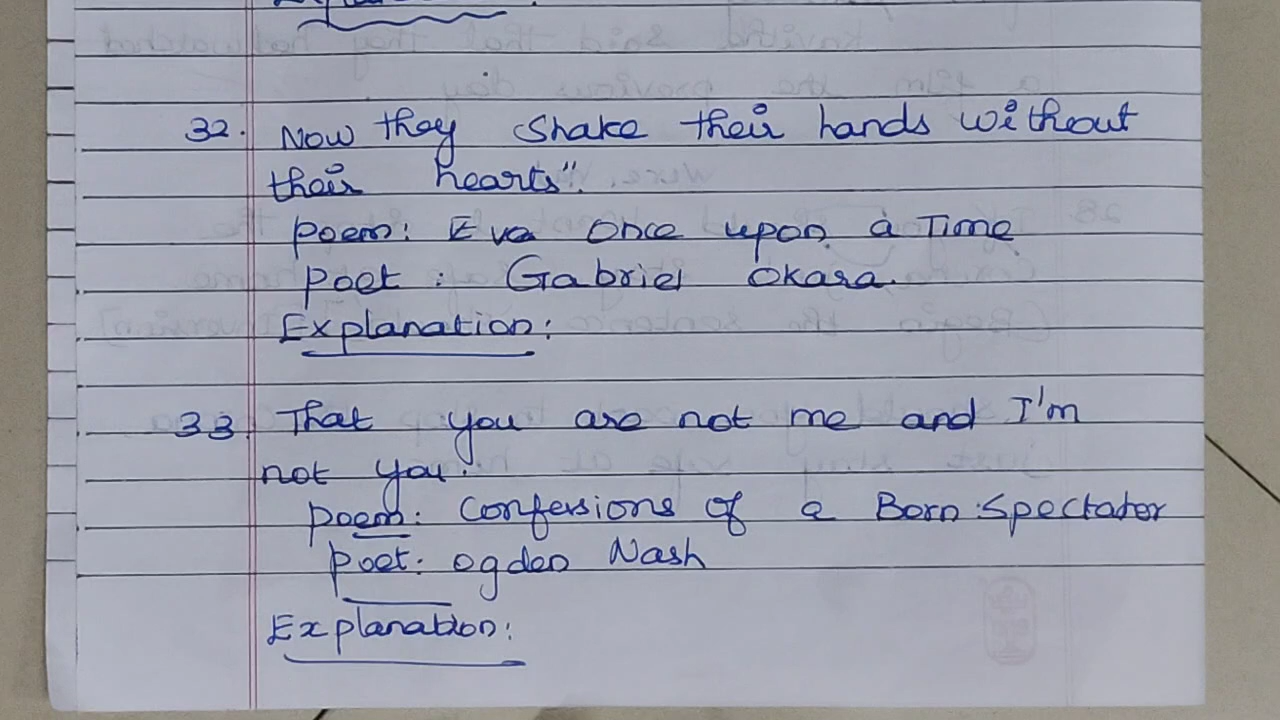 32. Now they Shake their hands without
their hearts".
Poem: Eva Once upon a Time
Poet : Gabriel Okara.
Explanation:
33 That you are not me and I'm
not you.
Poem: Confessions of a Born Spectator
Poet: Ogden Nash
Explanation: